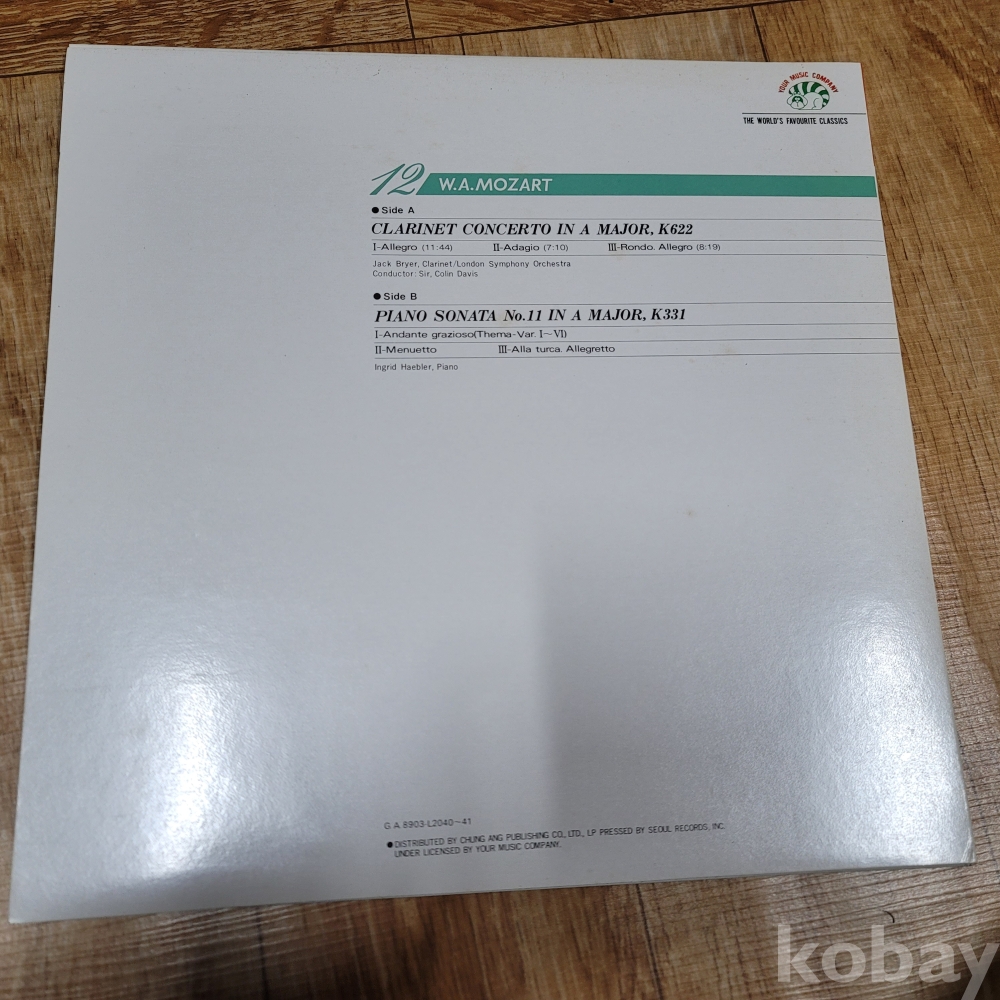 YOUR MUSIC COMPANY
THE WORLD'S FAVOURITE CLASSICS
12 W.A.MOZART
●Side A
CLARINET CONCERTO IN A MAJOR, K622
Ⅰ-Allegro (11:44) Ⅱ-Adagio (7:10) Ⅲ-Rondo. Allegro (8:19)
Jack Bryer, Clarinet/London Symphony Orchestra
Conductor: Sir, Colin Davis
●Side B
PIANO SONATA No.11 IN A MAJOR, K331
Ⅰ-Andante grazioso(Thema-Var. Ⅰ~Ⅵ)
Ⅱ-Menuetto Ⅲ-Alla turca. Allegretto
Ingrid Haebler, Piano
G.A.8903-L2040~41
●DISTRIBUTED BY CHUNG ANG PUBLISHING CO., LTD., LP PRESSED BY SEOUL RECORDS, INC.
UNDER LICENSED BY YOUR MUSIC COMPANY.
kobay